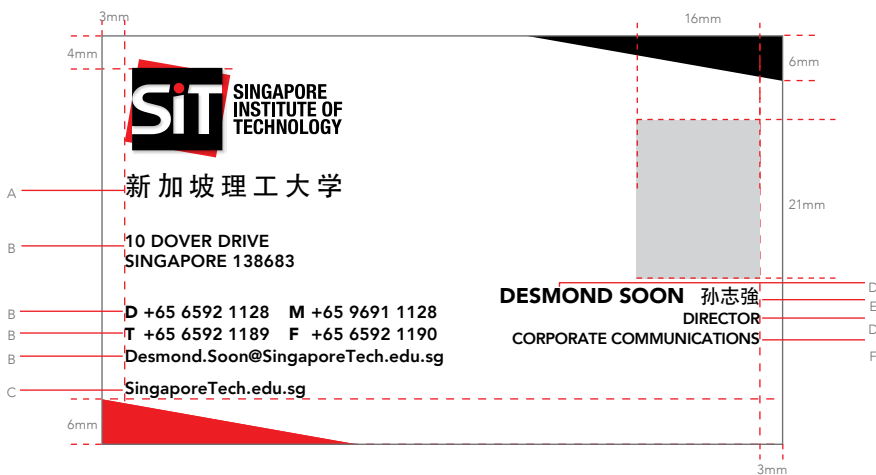 3mm
16mm
4mm
6mm
SiT
SINGAPORE
INSTITUTE OF
TECHNOLOGY
A
新加坡理工大学
21mm
B
10 DOVER DRIVE
SINGAPORE 138683
D
DESMOND SOON 孙志強
E
B
D +65 6592 1128 M +65 9691 1128
DIRECTOR
D
B
T +65 6592 1189 F +65 6592 1190
CORPORATE COMMUNICATIONS
F
B
Desmond.Soon@SingaporeTech.edu.sg
C
SingaporeTech.edu.sg
6mm
3mm